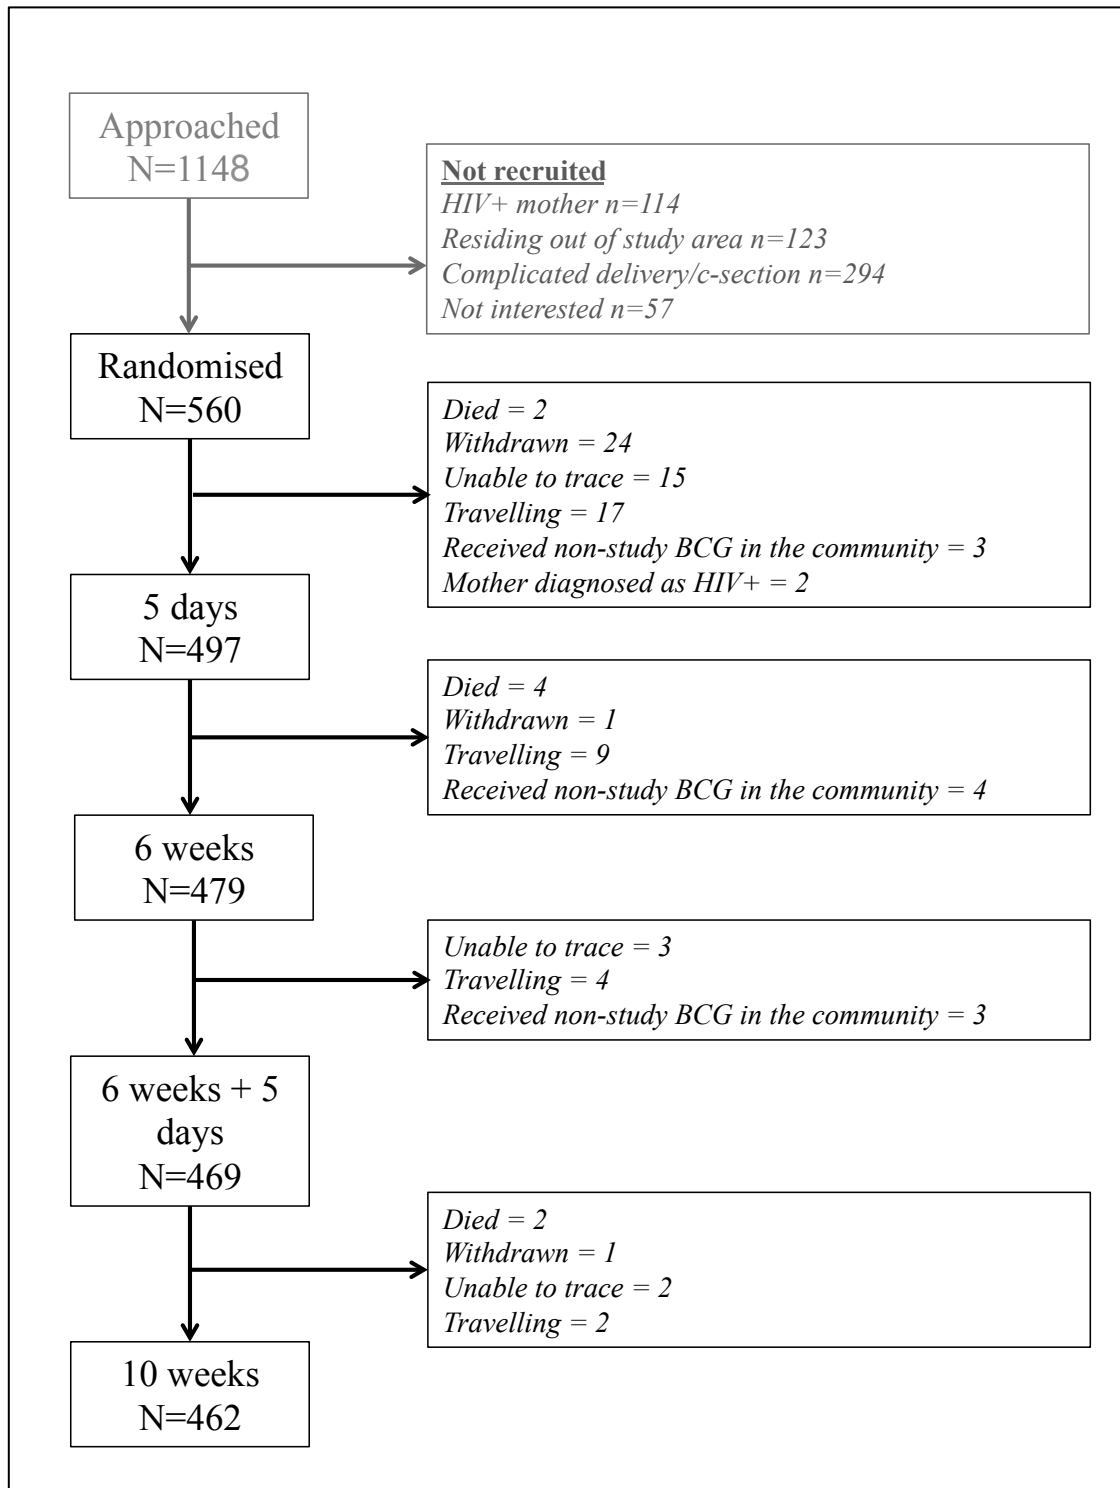 Approached
N=1148
Not recruited
HIV+ mother n=114
Residing out of study area n=123
Complicated delivery/c-section n=294
Not interested n=57
Randomised
N=560
Died = 2
Withdrawn = 24
Unable to trace = 15
Travelling = 17
Received non-study BCG in the community = 3
Mother diagnosed as HIV+ = 2
5 days
N=497
Died = 4
Withdrawn = 1
Travelling = 9
Received non-study BCG in the community = 4
6 weeks
N=479
Unable to trace = 3
Travelling = 4
Received non-study BCG in the community = 3
6 weeks + 5
days
N=469
Died = 2
Withdrawn = 1
Unable to trace = 2
Travelling = 2
10 weeks
N=462